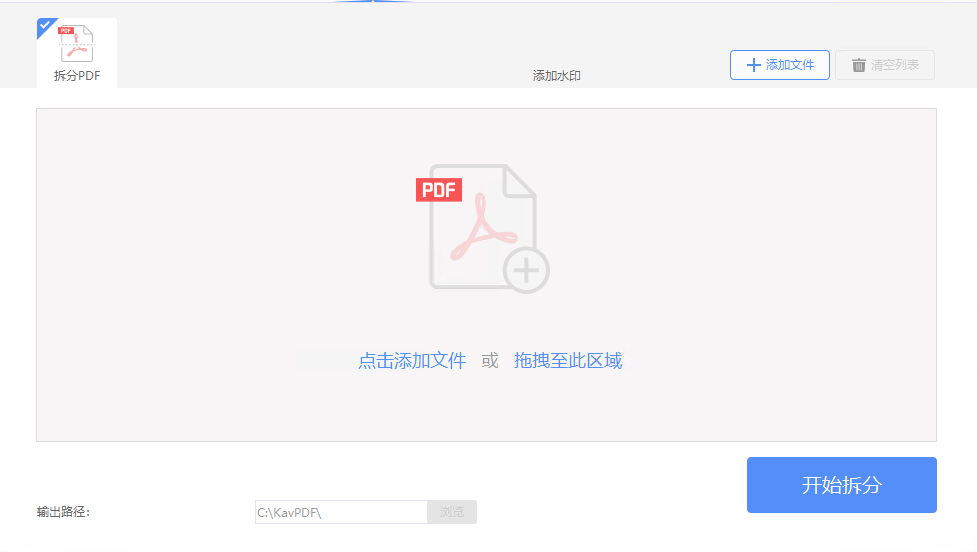 PDF
拆分PDF
添加水印
添加文件
清空列表
PDF
点击添加文件 或 拖拽至此区域
开始拆分
输出路径:
C:\KavPDF\
浏览